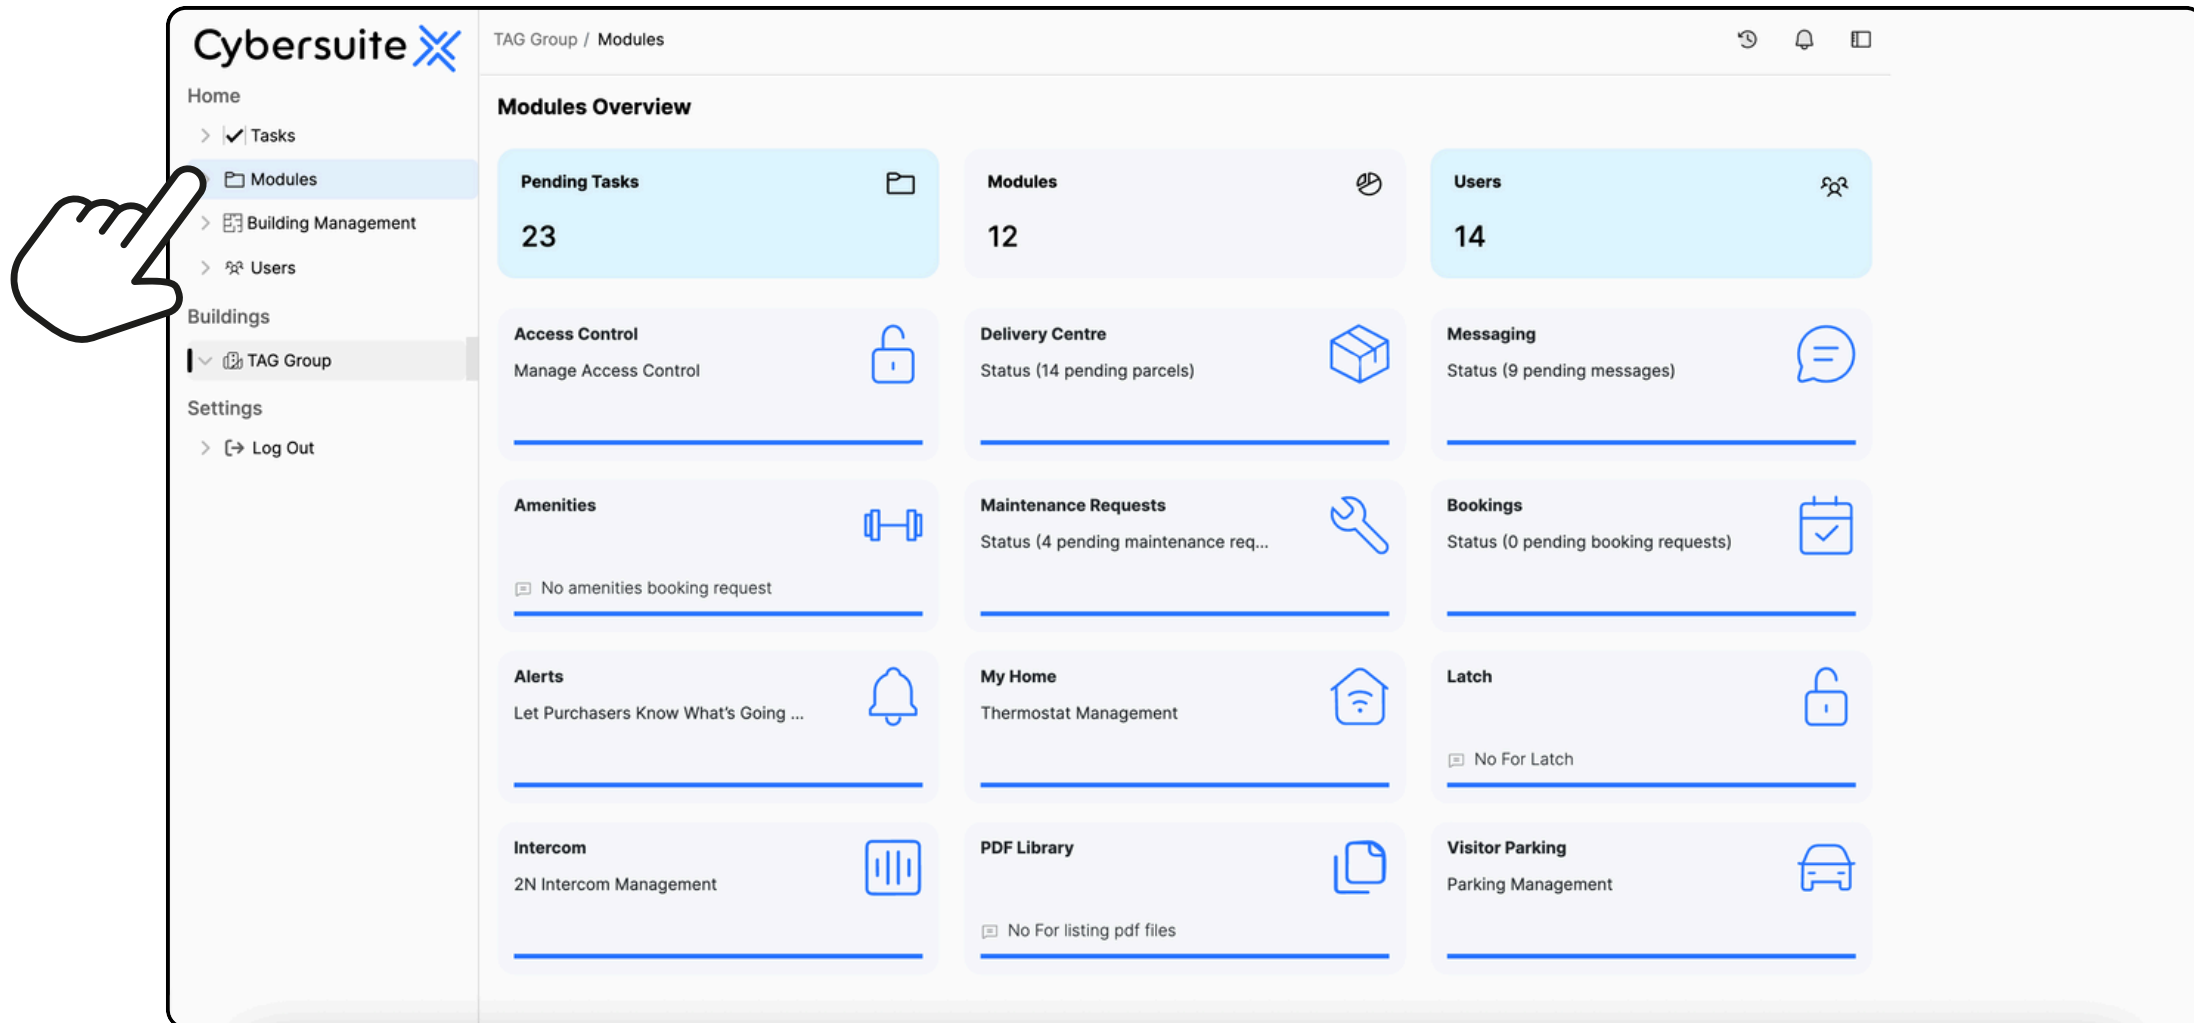 Cybersuite
TAG Group / Modules
Home
Tasks
Modules
Building Management
Users
Buildings
TAG Group
Settings
Log Out
Modules Overview
Pending Tasks
23
Modules
12
Users
14
Access Control
Manage Access Control
Delivery Centre
Status (14 pending parcels)
Messaging
Status (9 pending messages)
Amenities
No amenities booking request
Maintenance Requests
Status (4 pending maintenance req...
Bookings
Status (0 pending booking requests)
Alerts
Let Purchasers Know What’s Going ...
My Home
Thermostat Management
Latch
No For Latch
Intercom
2N Intercom Management
PDF Library
No For listing pdf files
Visitor Parking
Parking Management